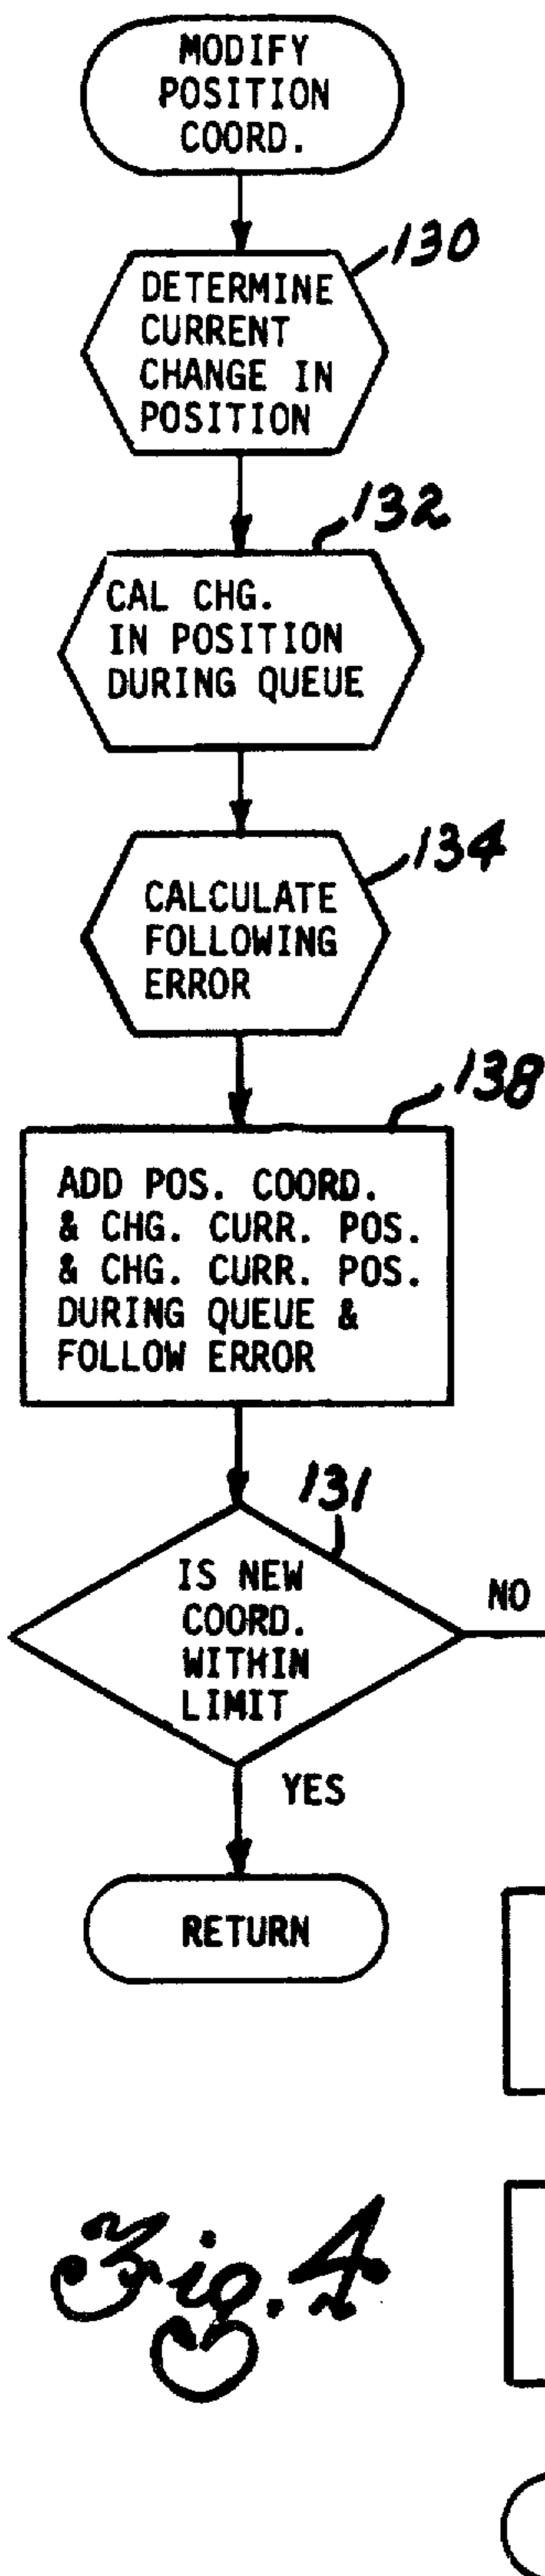 MODIFY
POSITION
COORD.
130
DETERMINE
CURRENT
CHANGE IN
POSITION
132
CAL CHG.
IN POSITION
DURING QUEUE
134
CALCULATE
FOLLOWING
ERROR
138
ADD POS. COORD.
& CHG. CURR. POS.
& CHG. CURR. POS.
DURING QUEUE &
FOLLOW ERROR
131
IS NEW
COORD.
WITHIN
LIMIT
NO
YES
RETURN
Fig. 4